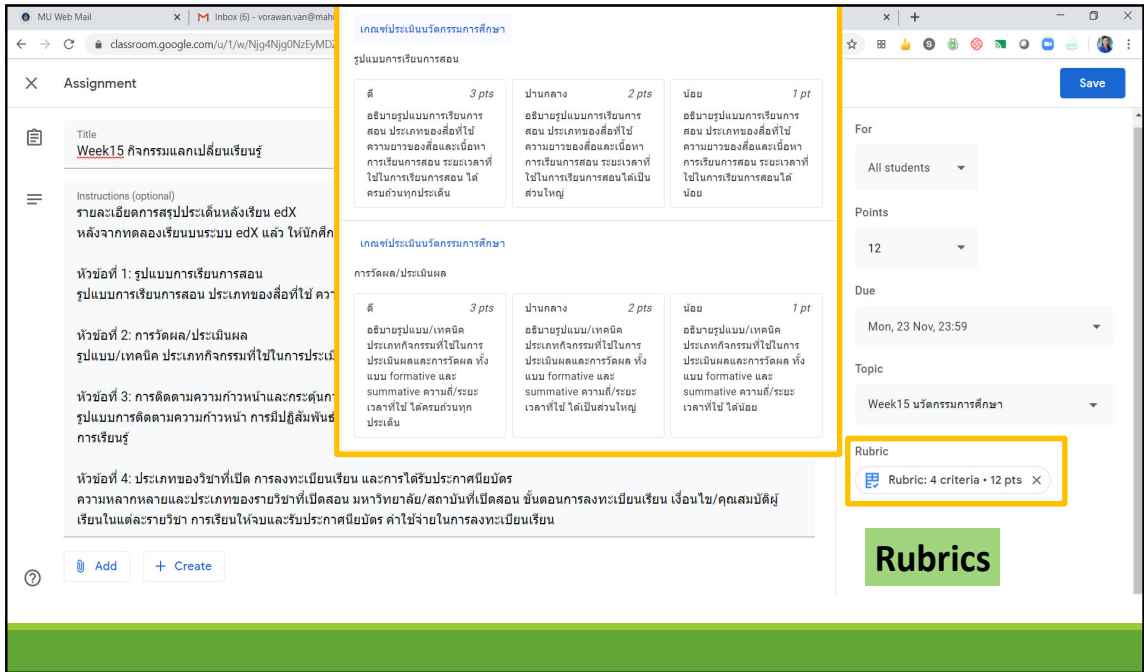 MU Web Mail
Inbox (6) - vorawan.van@mahi
classroom.google.com/u/1/w/Njg4Njg0NzEyMDZ
Assignment
Save
Title
Week15 กิจกรรมแลกเปลี่ยนเรียนรู้
Instructions (optional)
รายละเอียดการสรุปประเด็นหลังเรียน edX
หลังจากทดลองเรียนบนระบบ edX แล้ว ให้นักศึก
หัวข้อที่ 1: รูปแบบการเรียนการสอน
รูปแบบการเรียนการสอน ประเภทของสื่อที่ใช้ ควา
หัวข้อที่ 2: การวัดผล/ประเมินผล
รูปแบบ/เทคนิค ประเภทกิจกรรมที่ใช้ในการประเมิ
หัวข้อที่ 3: การติดตามความก้าวหน้าและกระตุ้นกา
รูปแบบการติดตามความก้าวหน้า การมีปฏิสัมพันธ์
การเรียนรู้
หัวข้อที่ 4: ประเภทของวิชาที่เปิด การลงทะเบียนเรียน และการได้รับประกาศนียบัตร
ความหลากหลายและประเภทของรายวิชาที่เปิดสอน มหาวิทยาลัย/สถาบันที่เปิดสอน ขั้นตอนการลงทะเบียนเรียน เงื่อนไข/คุณสมบัติผู้
เรียนในแต่ละรายวิชา การเรียนให้จบและรับประกาศนียบัตร ค่าใช้จ่ายในการลงทะเบียนเรียน
Add
+ Create
เกณฑ์ประเมินนวัตกรรมการศึกษา
รูปแบบการเรียนการสอน
ดี 3 pts
อธิบายรูปแบบการเรียนการ
สอน ประเภทของสื่อที่ใช้
ความยาวของสื่อและเนื้อหา
การเรียนการสอน ระยะเวลาที่
ใช้ในการเรียนการสอน ได้
ครบถ้วนทุกประเด็น
ปานกลาง 2 pts
อธิบายรูปแบบการเรียนการ
สอน ประเภทของสื่อที่ใช้
ความยาวของสื่อและเนื้อหา
การเรียนการสอน ระยะเวลาที่
ใช้ในการเรียนการสอนได้เป็น
ส่วนใหญ่
น้อย 1 pt
อธิบายรูปแบบการเรียนการ
สอน ประเภทของสื่อที่ใช้
ความยาวของสื่อและเนื้อหา
การเรียนการสอน ระยะเวลาที่
ใช้ในการเรียนการสอนได้
น้อย
เกณฑ์ประเมินนวัตกรรมการศึกษา
การวัดผล/ประเมินผล
ดี 3 pts
อธิบายรูปแบบ/เทคนิค
ประเภทกิจกรรมที่ใช้ในการ
ประเมินผลและการวัดผล ทั้ง
แบบ formative และ
summative ความถี่/ระยะ
เวลาที่ใช้ ได้ครบถ้วนทุก
ประเด็น
ปานกลาง 2 pts
อธิบายรูปแบบ/เทคนิค
ประเภทกิจกรรมที่ใช้ในการ
ประเมินผลและการวัดผล ทั้ง
แบบ formative และ
summative ความถี่/ระยะ
เวลาที่ใช้ ได้เป็นส่วนใหญ่
น้อย 1 pt
อธิบายรูปแบบ/เทคนิค
ประเภทกิจกรรมที่ใช้ในการ
ประเมินผลและการวัดผล ทั้ง
แบบ formative และ
summative ความถี่/ระยะ
เวลาที่ใช้ ได้น้อย
For
All students
Points
12
Due
Mon, 23 Nov, 23:59
Topic
Week15 นวัตกรรมการศึกษา
Rubric
Rubric: 4 criteria • 12 pts
Rubrics